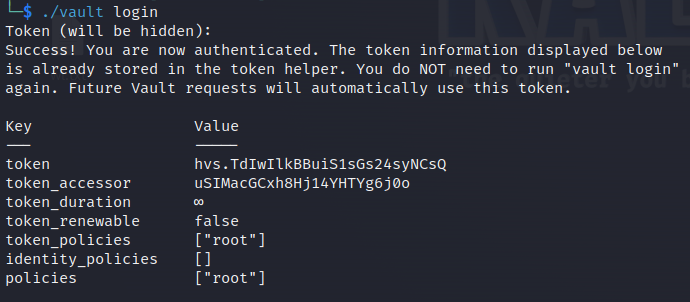 └─$ ./vault login
Token (will be hidden):
Success! You are now authenticated. The token information displayed below
is already stored in the token helper. You do NOT need to run "vault login"
again. Future Vault requests will automatically use this token.
Key Value
--- -----
token hvs.TdIwIlkBBuiS1sGs24syNCsQ
token_accessor uSIMacGCxh8Hj14YHTYg6j0o
token_duration ∞
token_renewable false
token_policies ["root"]
identity_policies []
policies ["root"]